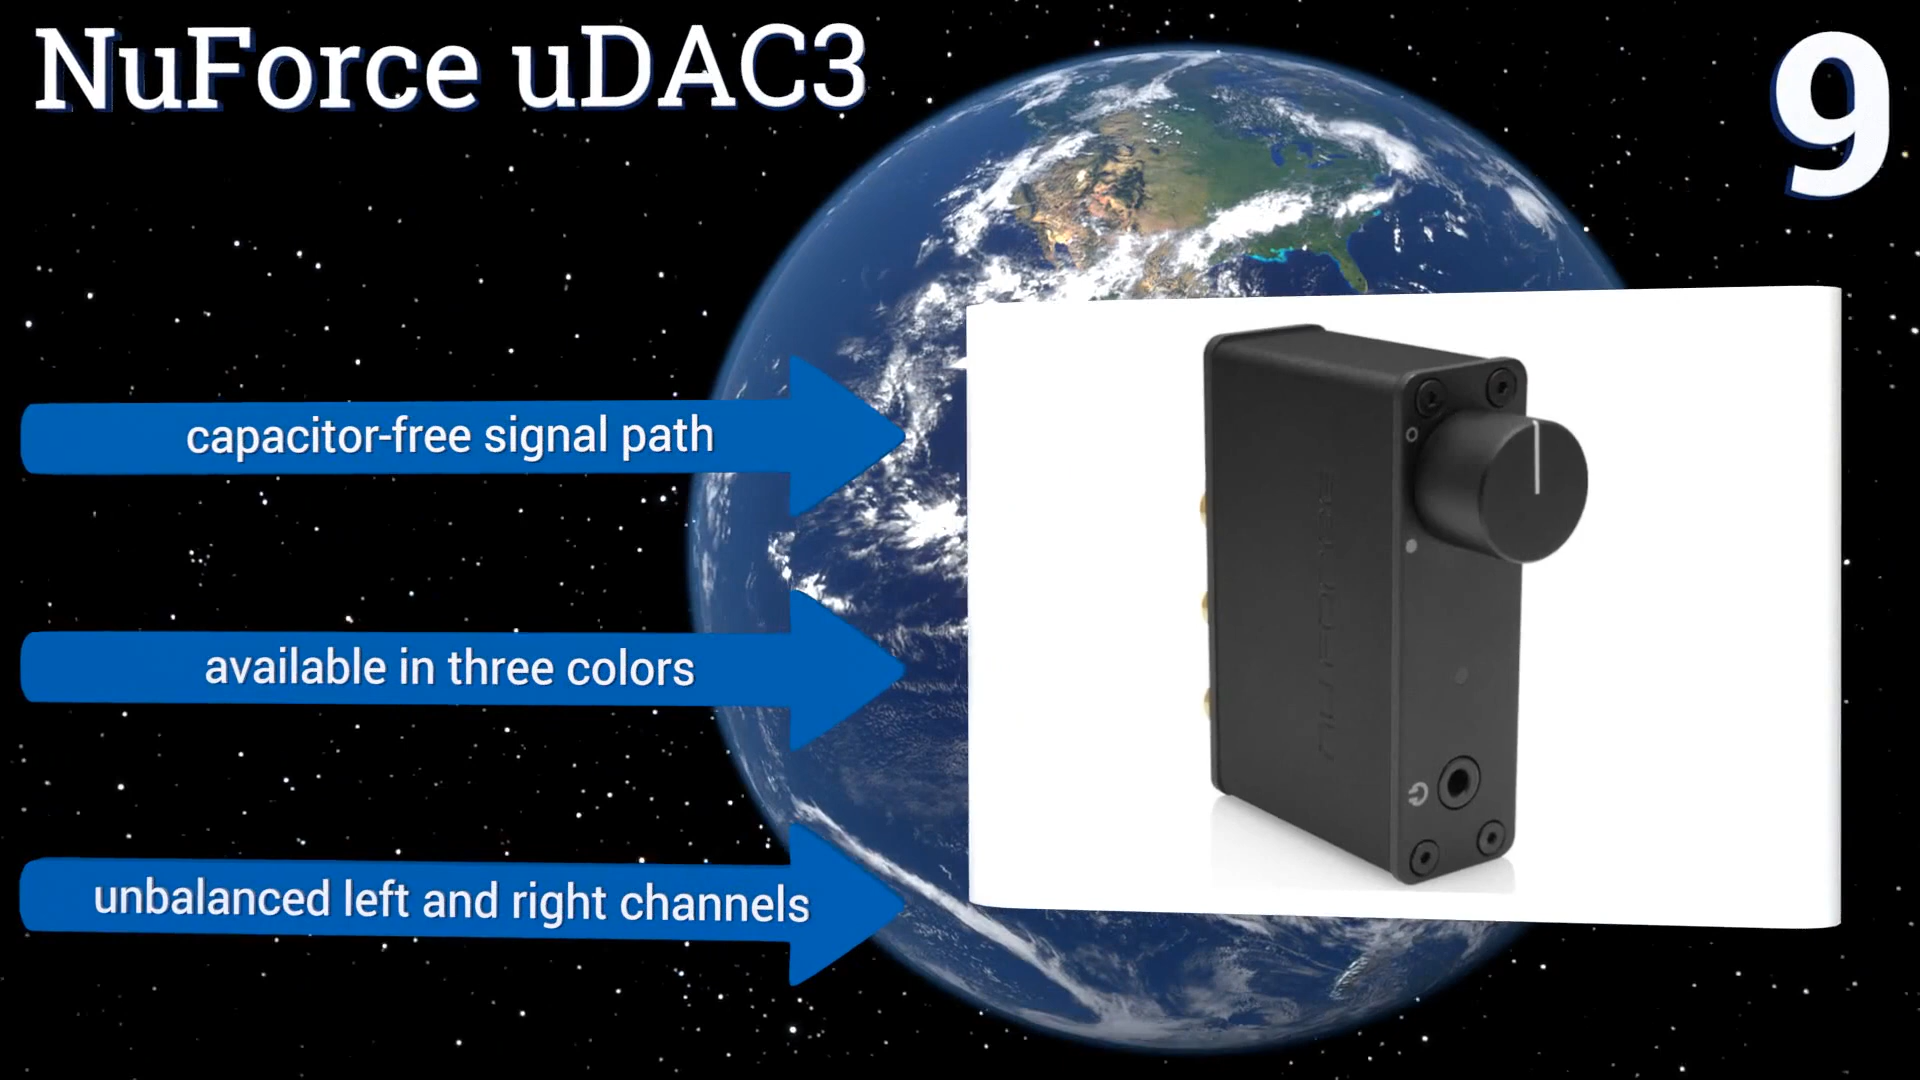 NuForce uDAC3
9
capacitor-free signal path
available in three colors
unbalanced left and right channels